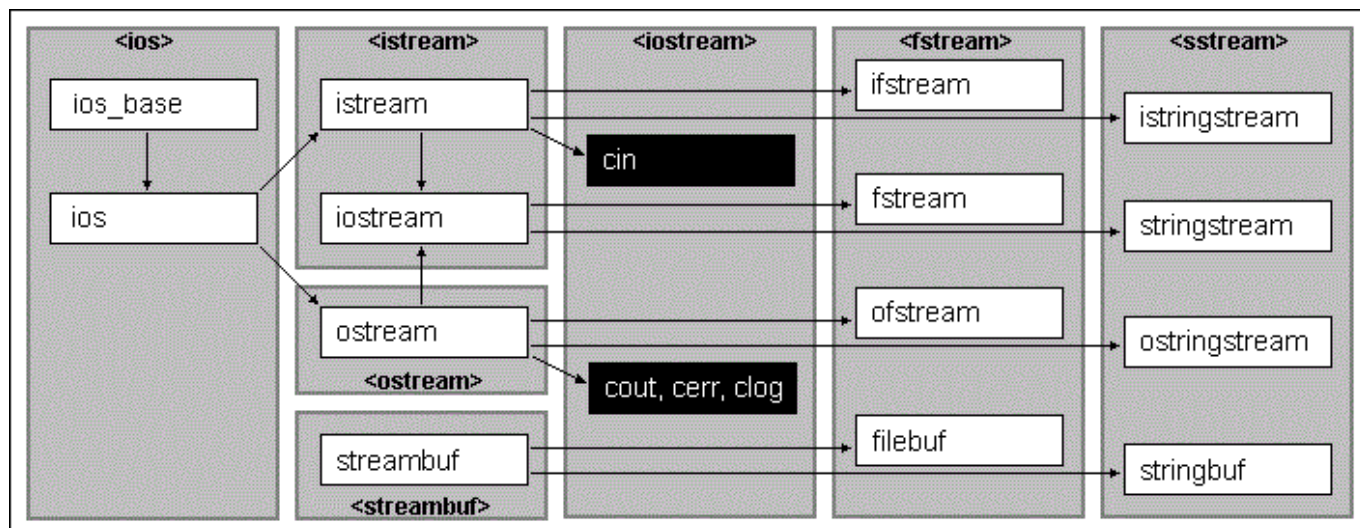 <ios>
ios_base
ios
<istream>
istream
iostream
ostream
<ostream>
streambuf
<streambuf>
<iostream>
cin
cout, cerr, clog
<fstream>
ifstream
fstream
ofstream
filebuf
<sstream>
istringstream
stringstream
ostringstream
stringbuf